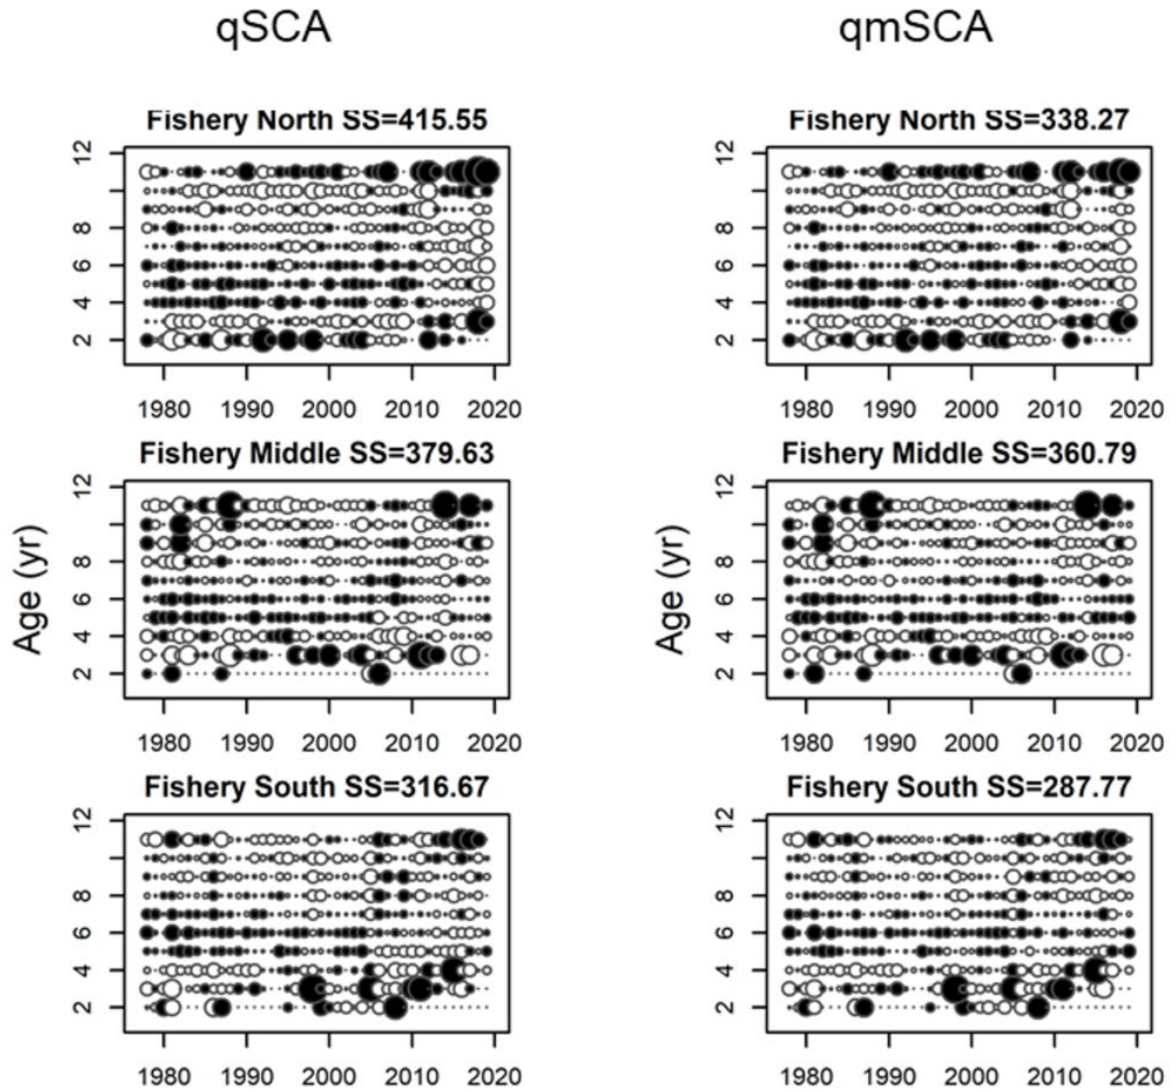 qSCA
qmSCA
Fishery North SS=415.55
12
8
6
4
2
1980 1990 2000 2010 2020
Fishery North SS=338.27
12
8
6
4
2
1980 1990 2000 2010 2020
Age (yr)
Fishery Middle SS=379.63
12
8
6
4
2
1980 1990 2000 2010 2020
Age (yr)
Fishery Middle SS=360.79
12
8
6
4
2
1980 1990 2000 2010 2020
Fishery South SS=316.67
12
8
6
4
2
1980 1990 2000 2010 2020
Fishery South SS=287.77
12
8
6
4
2
1980 1990 2000 2010 2020